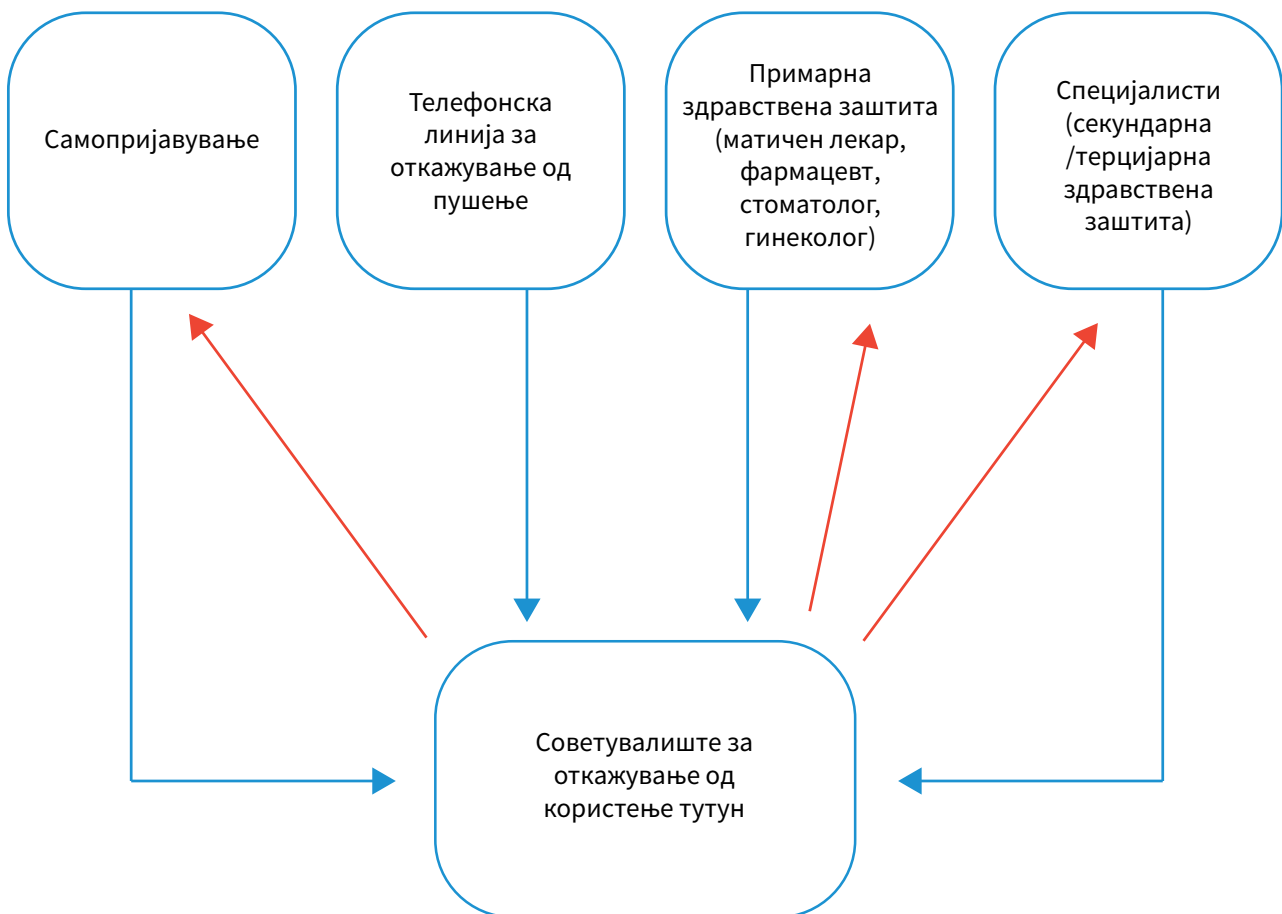 Самопријавување
Телефонска
линија за
откажување од
пушење
Примарна
здравствена заштита
(матичен лекар,
фармацевт,
стоматолог,
гинеколог)
Специјалисти
(секундарна
/терцијарна
здравствена
заштита)
Советувалиште за
откажување од
користење тутун